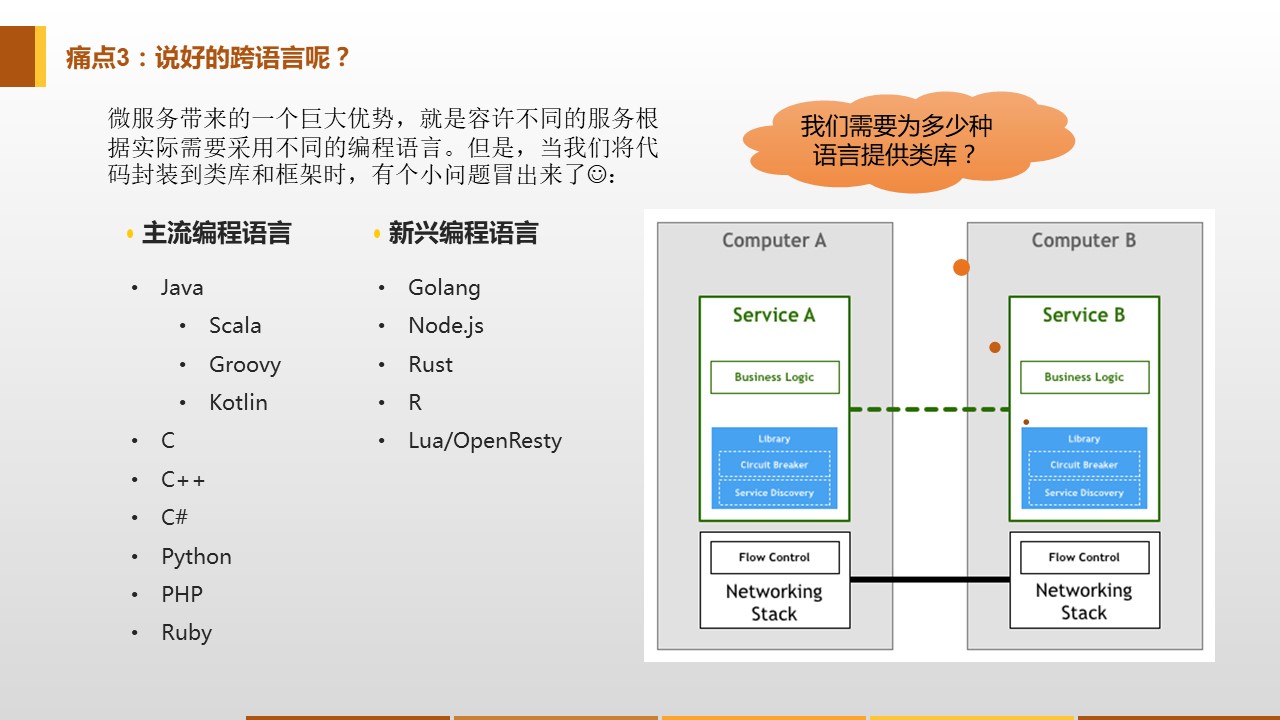 痛点3：说好的跨语言呢？
微服务带来的一个巨大优势，就是容许不同的服务根
据实际需要采用不同的编程语言。但是，当我们将代
码封装到类库和框架时，有个小问题冒出来了☺：
我们需要为多少种
语言提供类库？
• 主流编程语言
• Java
• Scala
• Groovy
• Kotlin
• C
• C++
• C#
• Python
• PHP
• Ruby
• 新兴编程语言
• Golang
• Node.js
• Rust
• R
• Lua/OpenResty
Computer A
Service A
Business Logic
Library
Circuit Breaker
Service Discovery
Flow Control
Networking
Stack
Computer B
Service B
Business Logic
Library
Circuit Breaker
Service Discovery
Flow Control
Networking
Stack